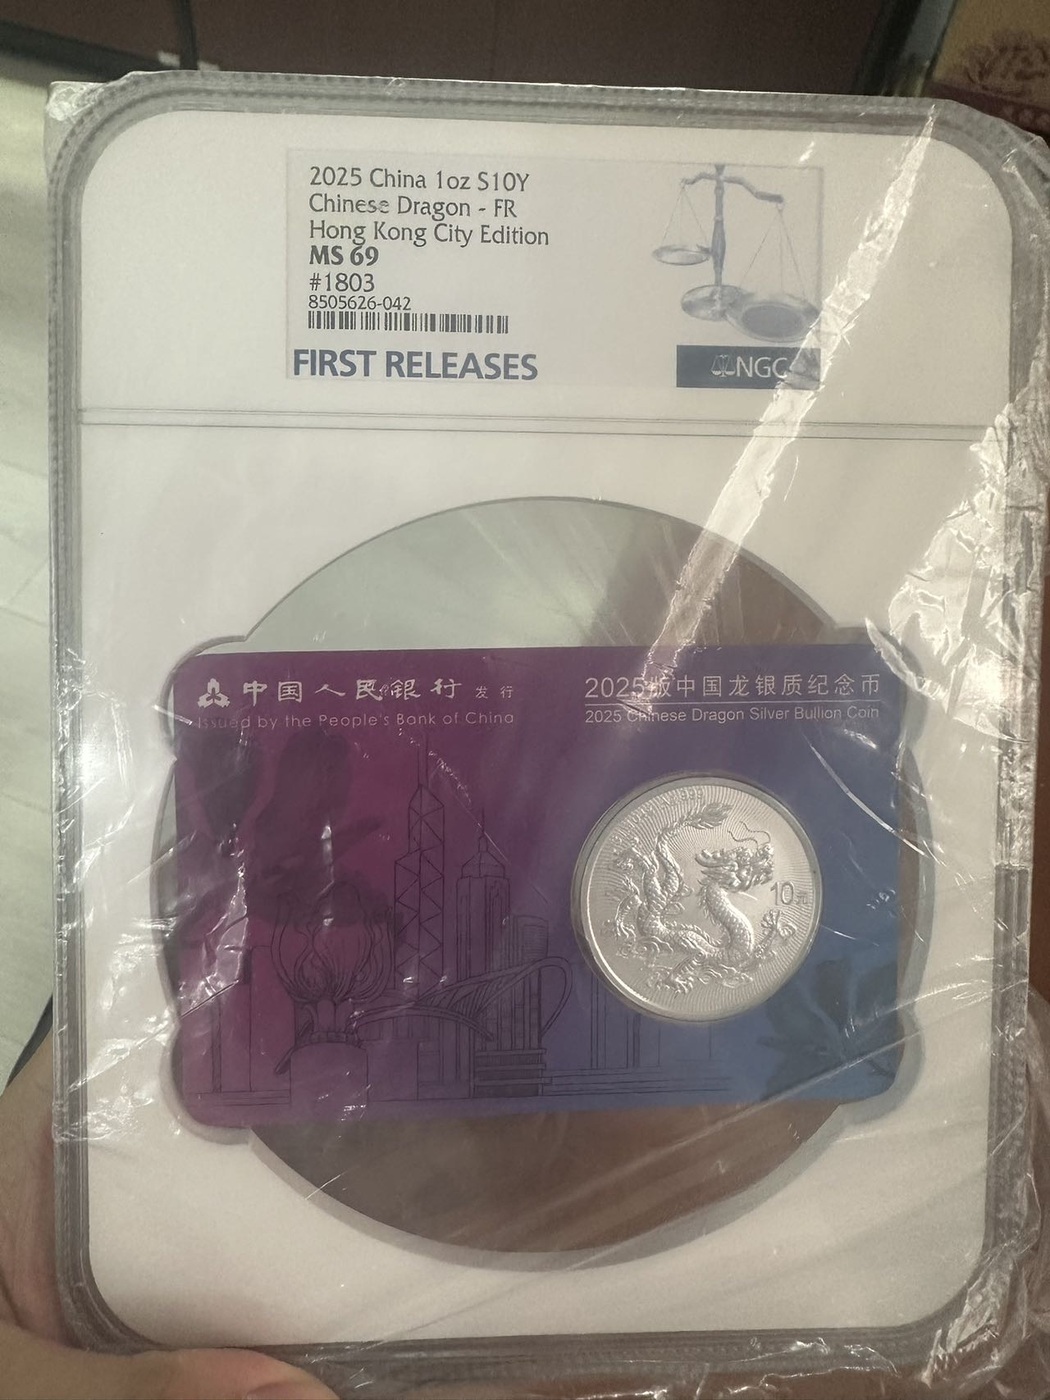 2025 China 1oz S10Y
Chinese Dragon - FR
Hong Kong City Edition
MS 69
#1803
8505626-042
FIRST RELEASES
NGC
中国人民银行 发行
Issued by the People's Bank of China
2025版中国龙银质纪念币
2025 Chinese Dragon Silver Bullion Coin
10元